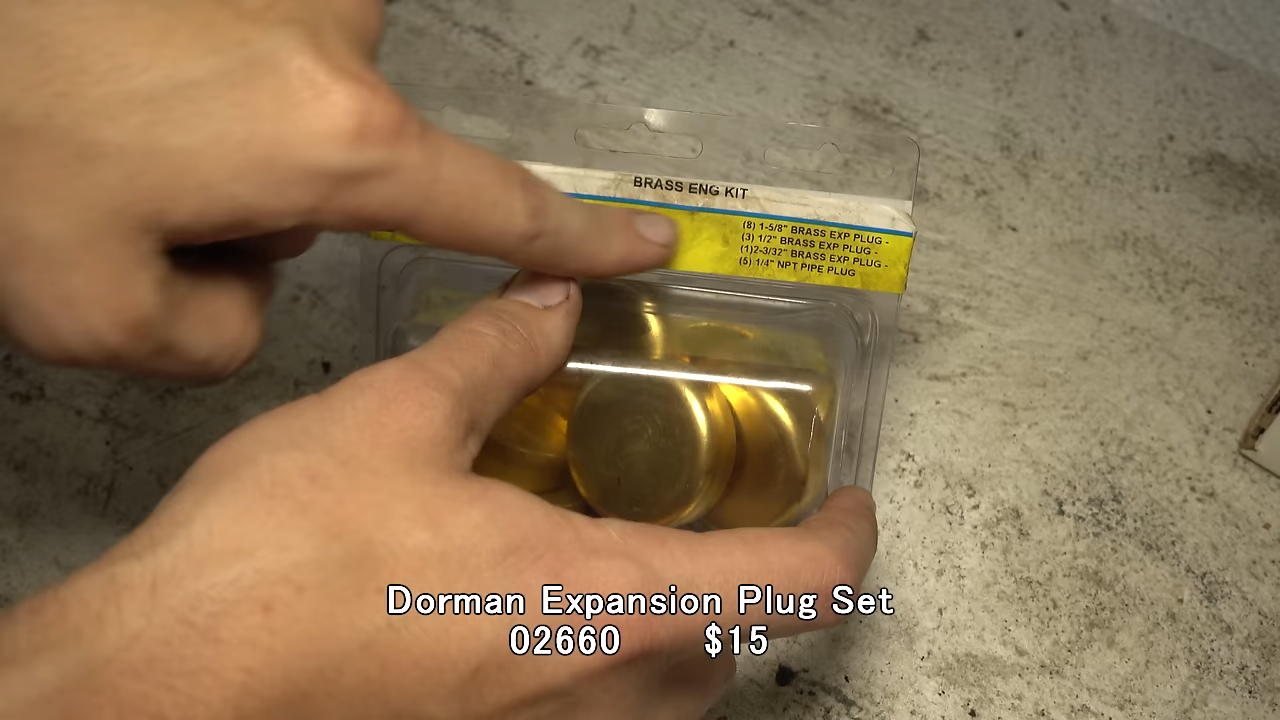 BRASS ENG KIT
(8) 1-5/8" BRASS EXP PLUG -
(3) 1/2" BRASS EXP PLUG -
(1)2-3/32" BRASS EXP PLUG -
(5) 1/4" NPT PIPE PLUG
Dorman Expansion Plug Set
02660 $15